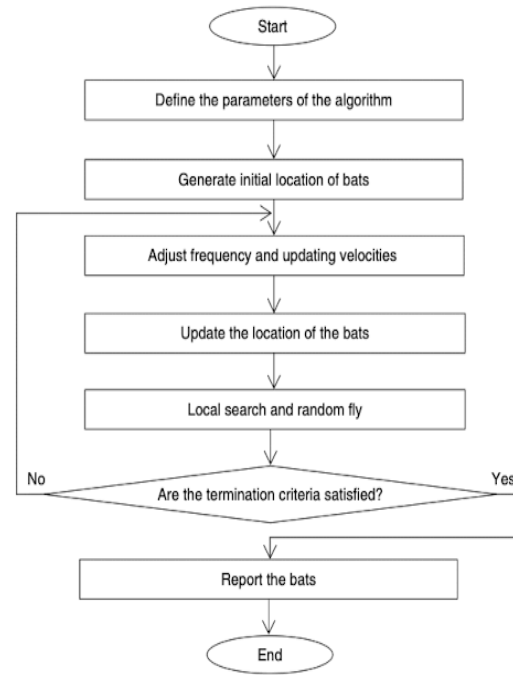 Start
Define the parameters of the algorithm
Generate initial location of bats
Adjust frequency and updating velocities
Update the location of the bats
Local search and random fly
No
Yes
Are the termination criteria satisfied?
Report the bats
End